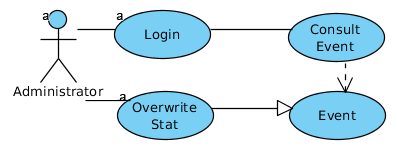 a
a
Login
Consult
Event
Administrator
a
Overwrite
Stat
Event